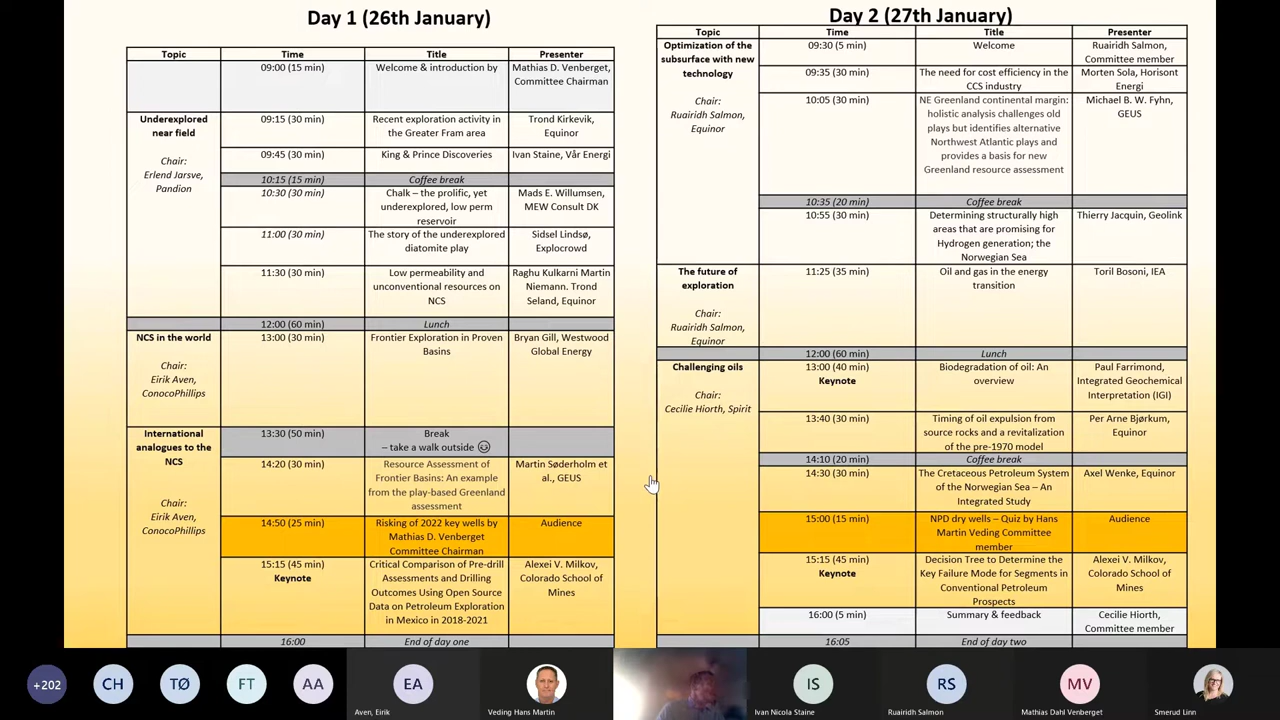 Day 1 (26th January)
Topic Time Title Presenter
09:00 (15 min) Welcome & introduction by Mathias D. Venberget,
Committee Chairman
Underexplored 09:15 (30 min) Recent exploration activity Trond Kirkevik,
near field in the Greater Fram area Equinor
Chair: 09:45 (30 min) King & Prince Discoveries Ivan Staine, Vår Energi
Erlend Jarsve,
Pandion 10:15 (15 min) Coffee break
10:30 (30 min) Chalk – the prolific, yet Mads E. Willumsen,
underexplored, low perm MEW Consult DK
reservoir
11:00 (30 min) The story of the underexplored Sidsel Lindsø,
diatomite play Explocrowd
11:30 (30 min) Low permeability and Raghu Kulkarni Martin
unconventional resources on Niemann. Trond
NCS Seland, Equinor
12:00 (60 min) Lunch
NCS in the world 13:00 (30 min) Frontier Exploration in Proven Bryan Gill, Westwood
Basins Global Energy
Chair:
Eirik Aven,
ConocoPhillips
International 13:30 (50 min) Break
analogues to the – take a walk outside ☺
NCS 14:20 (30 min) Resource Assessment of Martin Søderholm et
Frontier Basins: An example al., GEUS
from the play-based Greenland
Chair: assessment
Eirik Aven, 14:50 (25 min) Risking of 2022 key wells by Audience
ConocoPhillips Mathias D. Venberget
Committee Chairman
15:15 (45 min) Critical Comparison of Pre-drill Alexei V. Milkov,
Keynote Assessments and Drilling Colorado School of
Outcomes Using Open Source Mines
Data on Petroleum Exploration
in Mexico in 2018-2021
16:00 End of day one
Day 2 (27th January)
Topic Time Title Presenter
Optimization of the 09:30 (5 min) Welcome Ruairidh Salmon,
subsurface with new Committee member
technology 09:35 (30 min) The need for cost efficiency in the Morten Sola, Horisont
CCS industry Energi
Chair: 10:05 (30 min) NE Greenland continental margin: Michael B. W. Fyhn,
Ruairidh Salmon, holistic analysis challenges old GEUS
Equinor plays but identifies alternative
Northwest Atlantic plays and
provides a basis for new
Greenland resource assessment
10:35 (20 min) Coffee break
10:55 (30 min) Determining structurally high Thierry Jacquin, Geolink
areas that are promising for
Hydrogen generation; the
Norwegian Sea
The future of 11:25 (35 min) Oil and gas in the energy Toril Bosoni, IEA
exploration transition
Chair:
Ruairidh Salmon,
Equinor
12:00 (60 min) Lunch
Challenging oils 13:00 (40 min) Biodegradation of oil: An Paul Farrimond,
Keynote overview Integrated Geochemical
Chair: Interpretation (IGI)
Cecilie Hiorth, Spirit
13:40 (30 min) Timing of oil expulsion from Per Arne Bjørkum,
source rocks and a revitalization Equinor
of the pre-1970 model
14:10 (20 min) Coffee break
14:30 (30 min) The Cretaceous Petroleum System Axel Wenke, Equinor
of the Norwegian Sea – An
Integrated Study
15:00 (15 min) NPD dry wells – Quiz by Hans Audience
Martin Veding Committee
member
15:15 (45 min) Decision Tree to Determine the Alexei V. Milkov,
Keynote Key Failure Mode for Segments in Colorado School of
Conventional Petroleum Mines
Prospects
16:00 (5 min) Summary & feedback Cecilie Hiorth,
Committee member
16:05 End of day two
+202 CH TØ FT AA EA IS RS MV
Aven, Eirik Veding Hans Martin Ivan Nicola Staine Ruairidh Salmon Mathias Dahl Venberget Smerud Linn